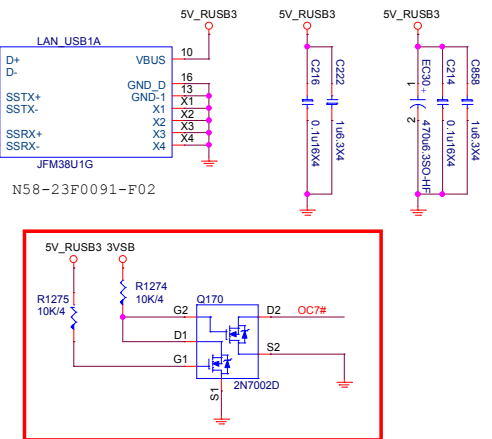 5V_RUSB3 5V_RUSB3 5V_RUSB3
LAN_USB1A
D+ VBUS 10
D-
GND_D 16
SSTX+ GND-1 13
SSTX- X1 X1
X2 X2
SSRX+ X3 X3
SSRX- X4 X4
JFM38U1G
N58-23F0091-F02
C216 0.1u16X4
C222 1u6.3X4
1 EC30 + 470u6.3SO-HF 2
C214 0.1u16X4
C858 1u6.3X4
5V_RUSB3 3VSB
R1275
10K/4
R1274
10K/4
Q170
G2 D2 OC7#
D1
S2
G1
2N7002D
S1